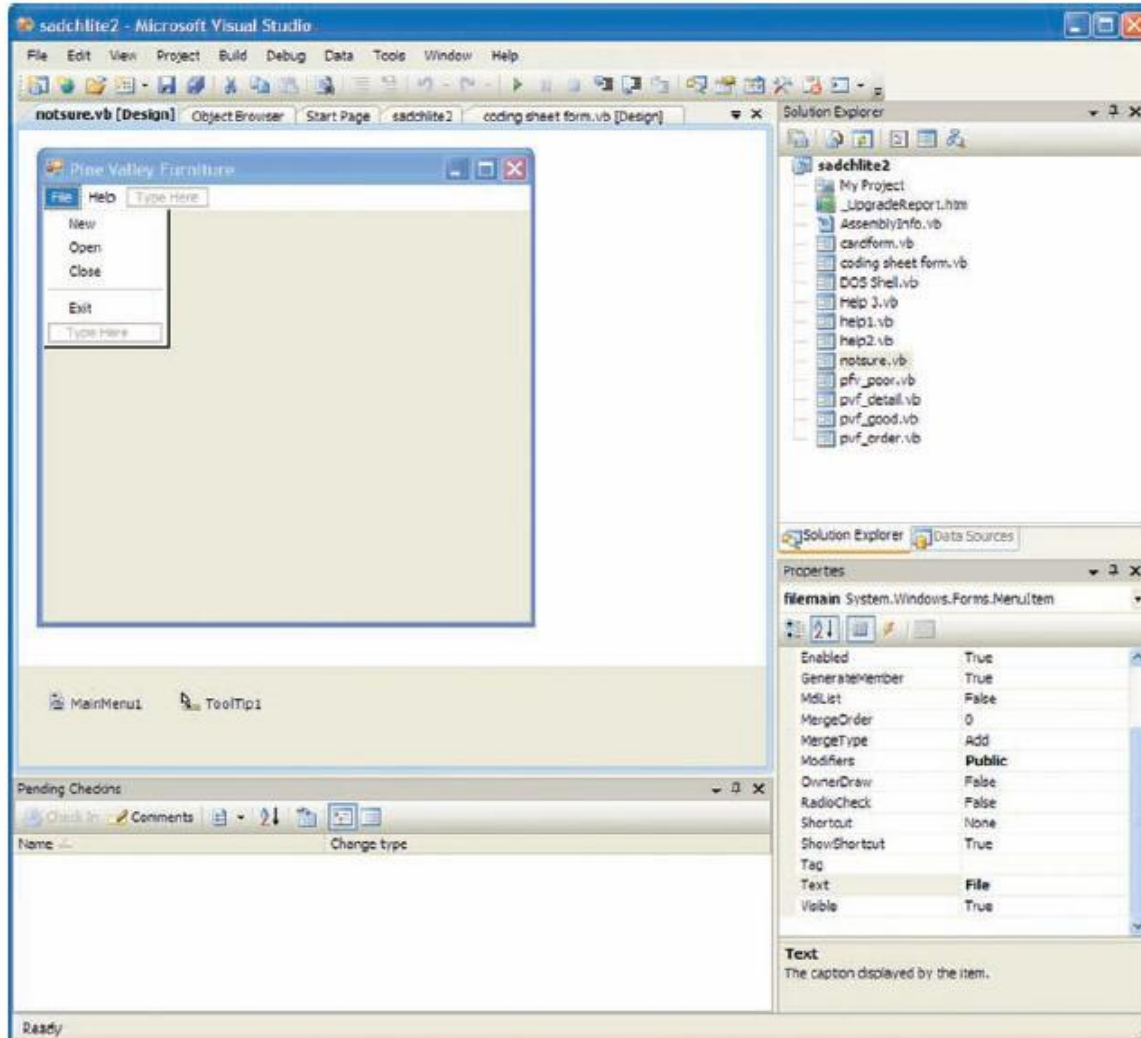 sadchlite2 - Microsoft Visual Studio
File Edit View Project Build Debug Data Tools Window Help
notsure.vb [Design] Object Browser Start Page sadchlite2 coding sheet form.vb [Design]
Pine Valley Furniture
File Help Type Here
New
Open
Close
Exit
Type Here
MainMenu1 ToolTip1
Pending Checkins
Check In Comments
Name Change type
Solution Explorer
sadchlite2
My Project
_UpgradeReport.htm
AssemblyInfo.vb
cardform.vb
coding sheet form.vb
DOS Shell.vb
Help 3.vb
help1.vb
help2.vb
notsure.vb
pfv_poor.vb
pvf_detail.vb
pvf_good.vb
pvf_order.vb
Solution Explorer Data Sources
Properties
filemain System.Windows.Forms.MenuItem
Enabled True
GenerateMember True
MdiList False
MergeOrder 0
MergeType Add
Modifiers Public
OwnerDraw False
RadioCheck False
Shortcut None
ShowShortcut True
Tag
Text File
Visible True
Text
The caption displayed by the item.
Ready